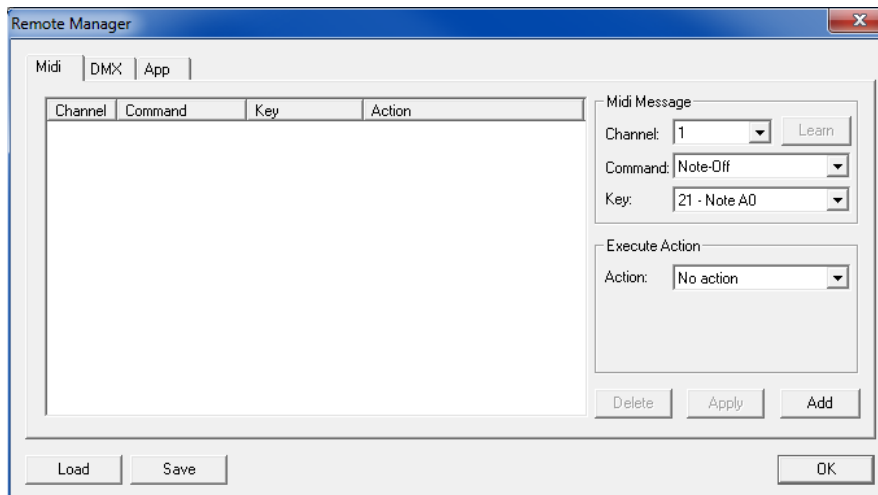 Remote Manager
Midi DMX App
Channel Command Key Action
Midi Message
Channel: 1 Learn
Command: Note-Off
Key: 21 - Note A0
Execute Action
Action: No action
Delete Apply Add
Load Save OK